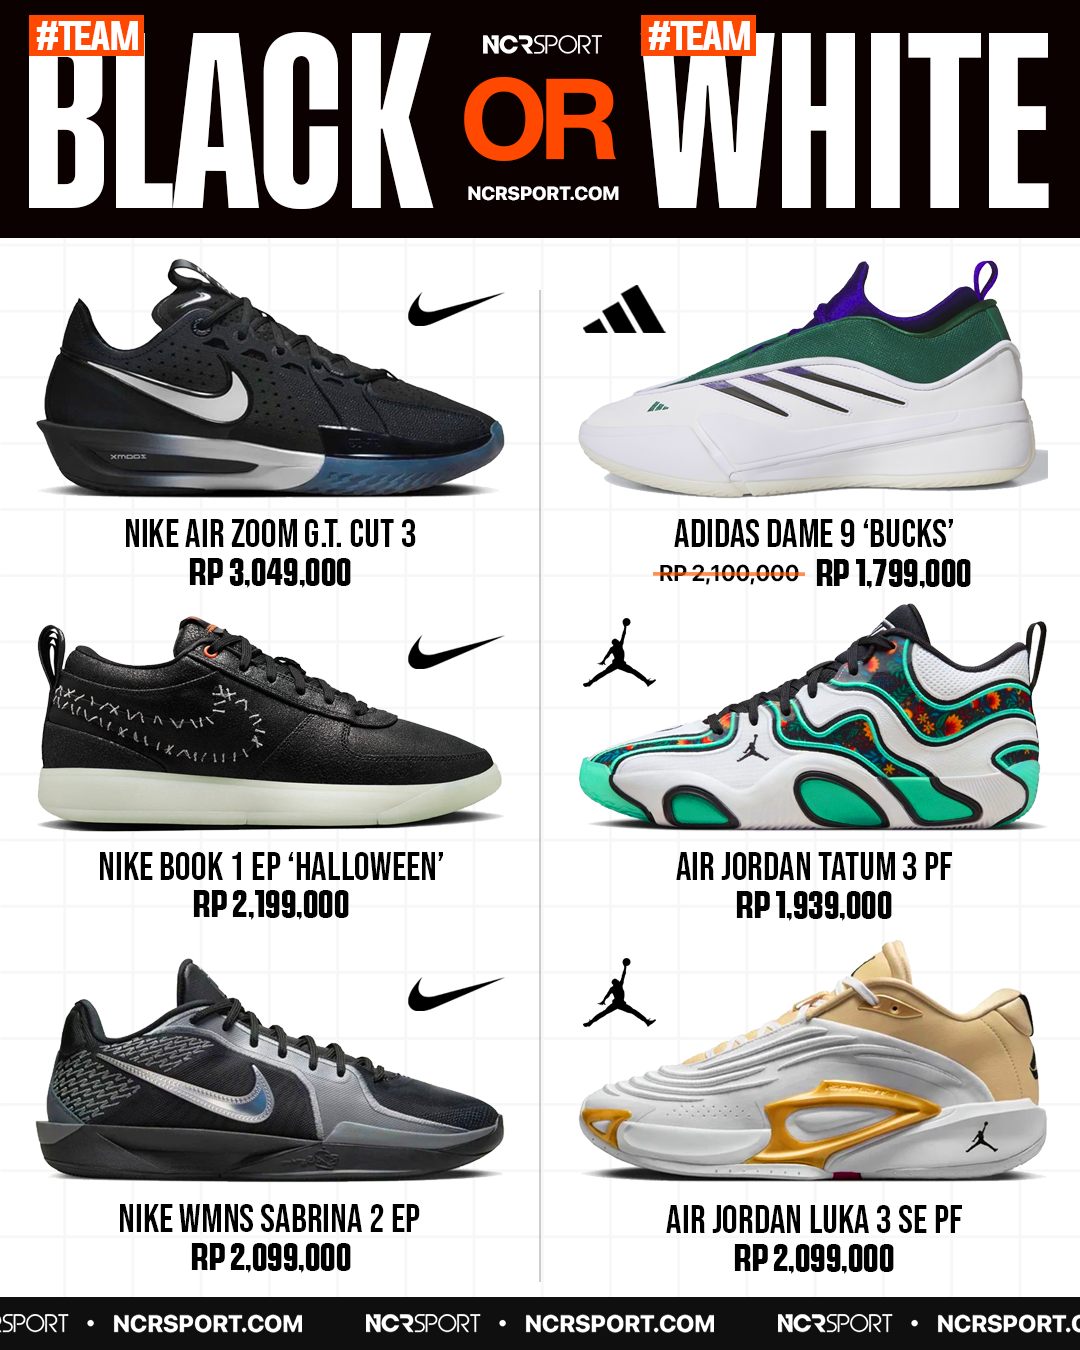 #TEAM
BLACK
NCRSPORT
OR
NCRSPORT.COM
#TEAM
WHITE
NIKE AIR ZOOM G.T. CUT 3
RP 3,049,000
ADIDAS DAME 9 ‘BUCKS’
RP 2,100,000 RP 1,799,000
NIKE BOOK 1 EP ‘HALLOWEEN’
RP 2,199,000
AIR JORDAN TATUM 3 PF
RP 1,939,000
NIKE WMNS SABRINA 2 EP
RP 2,099,000
AIR JORDAN LUKA 3 SE PF
RP 2,099,000
RSPORT • NCRSPORT.COM NCRSPORT • NCRSPORT.COM NCRSPORT • NCRSPORT.C